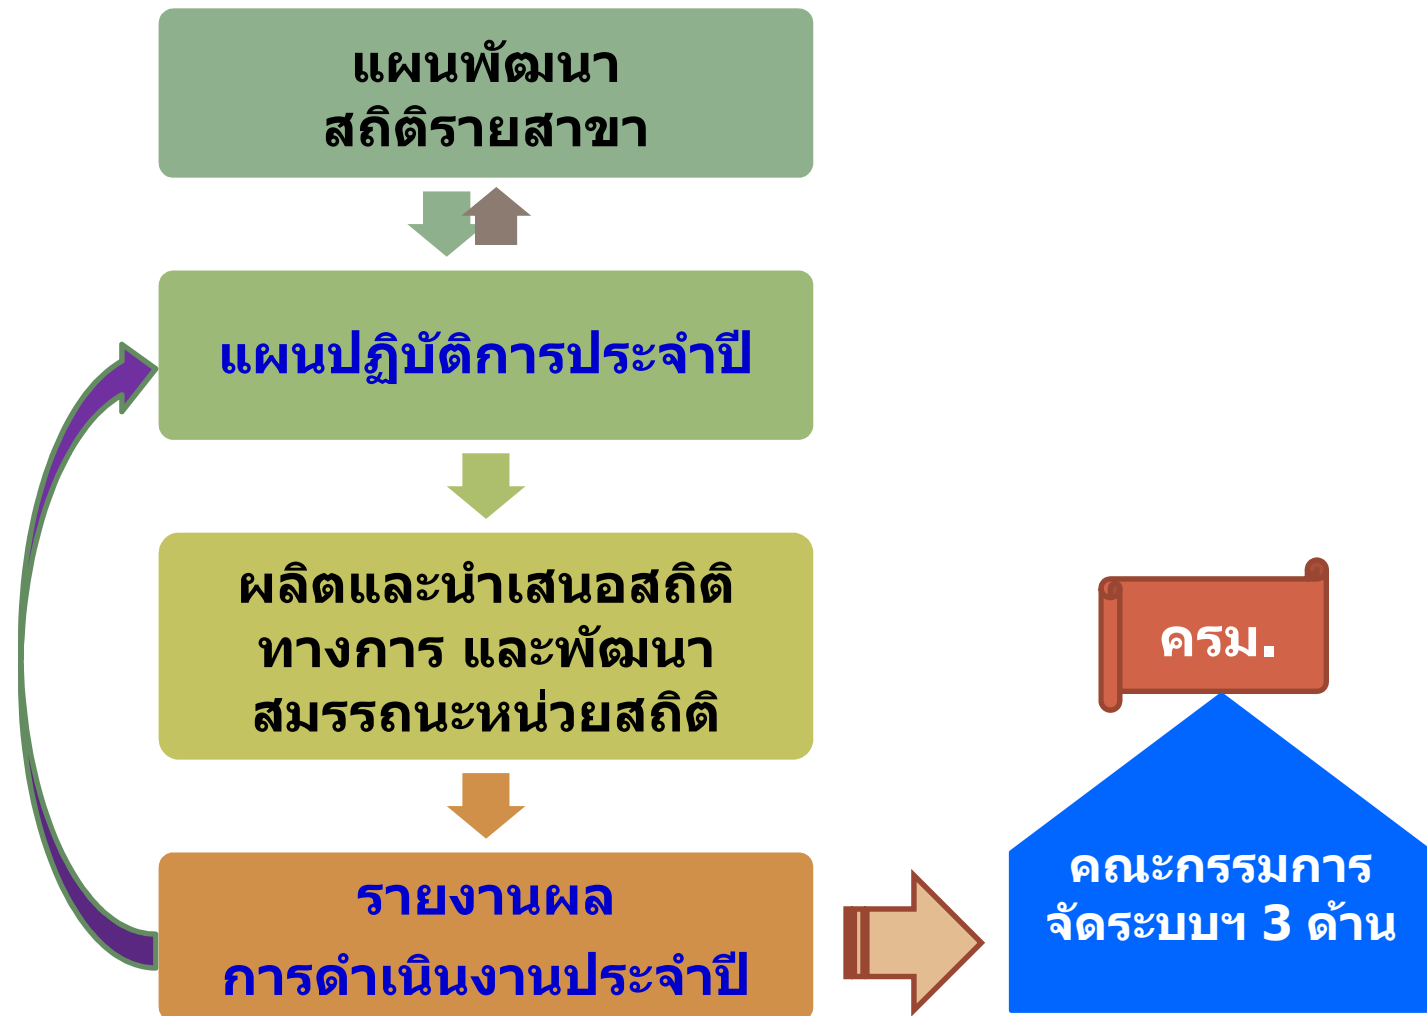 แผนพัฒนา
สถิติรายสาขา
แผนปฏิบัติการประจำปี
ผลิตและนำเสนอสถิติ
ทางการ และพัฒนา
สมรรถนะหน่วยสถิติ
รายงานผล
การดำเนินงานประจำปี
ครม.
คณะกรรมการ
จัดระบบฯ 3 ด้าน